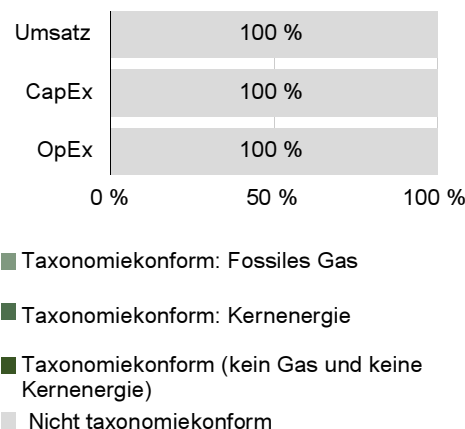 Umsatz 100 %
CapEx 100 %
OpEx 100 %
0 % 50 % 100 %
Taxonomiekonform: Fossiles Gas
Taxonomiekonform: Kernenergie
Taxonomiekonform (kein Gas und keine
Kernenergie)
Nicht taxonomiekonform